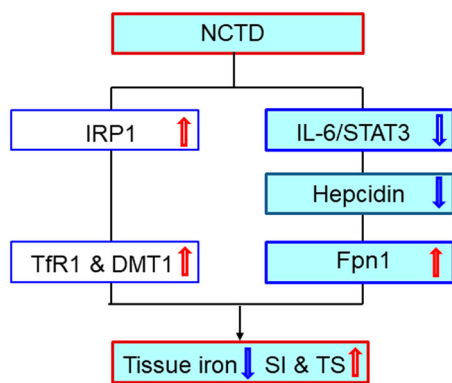 NCTD
IRP1
IL-6/STAT3
Hepcidin
TfR1 & DMT1
Fpn1
Tissue iron SI & TS